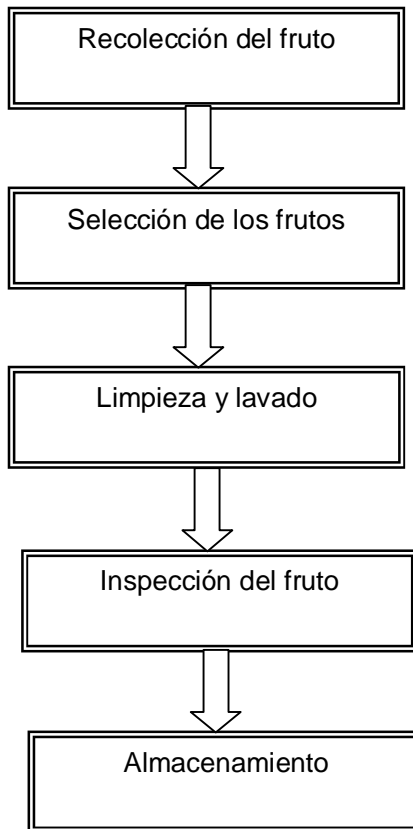 Recolección del fruto
Selección de los frutos
Limpieza y lavado
Inspección del fruto
Almacenamiento